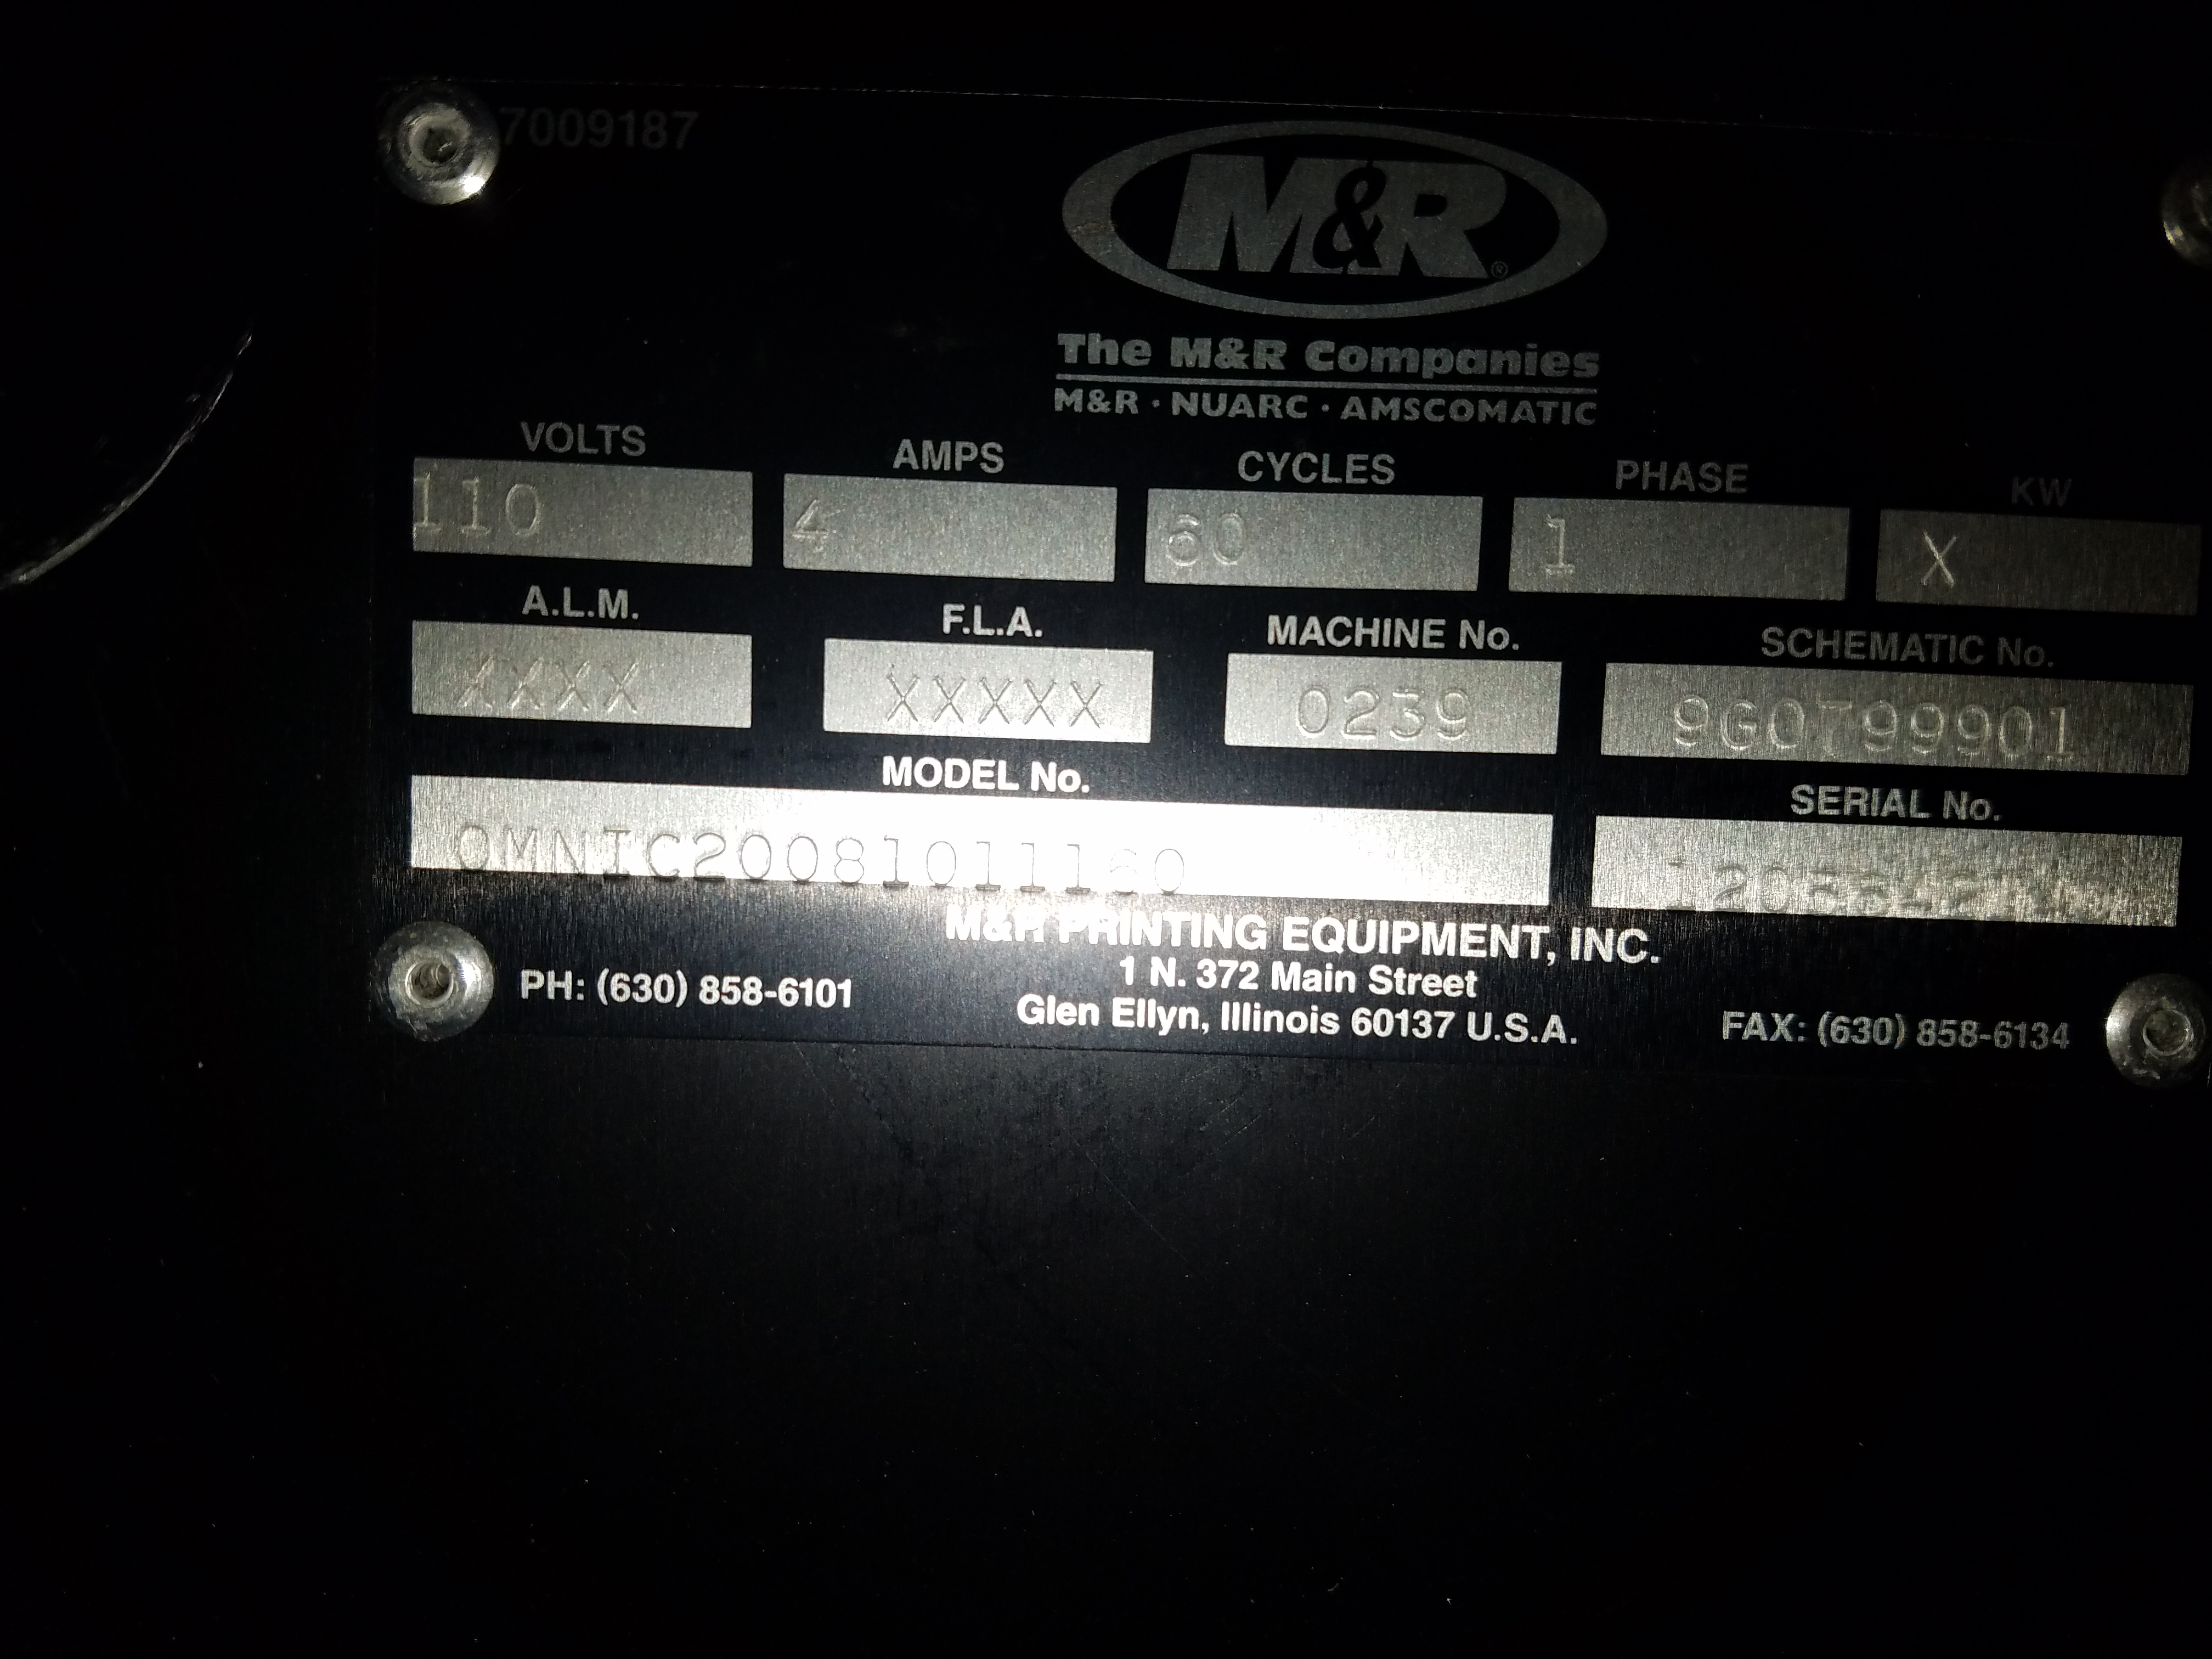 7009187
M&R®
The M&R Companies
M&R · NUARC · AMSCOMATIC
VOLTS AMPS CYCLES PHASE KW
110 4 60 1 X
A.L.M. F.L.A. MACHINE No. SCHEMATIC No.
XXXX XXXXX 0239 9G0799901
MODEL No. SERIAL No.
M&R PRINTING EQUIPMENT, INC.
1 N. 372 Main Street
PH: (630) 858-6101 Glen Ellyn, Illinois 60137 U.S.A. FAX: (630) 858-6134